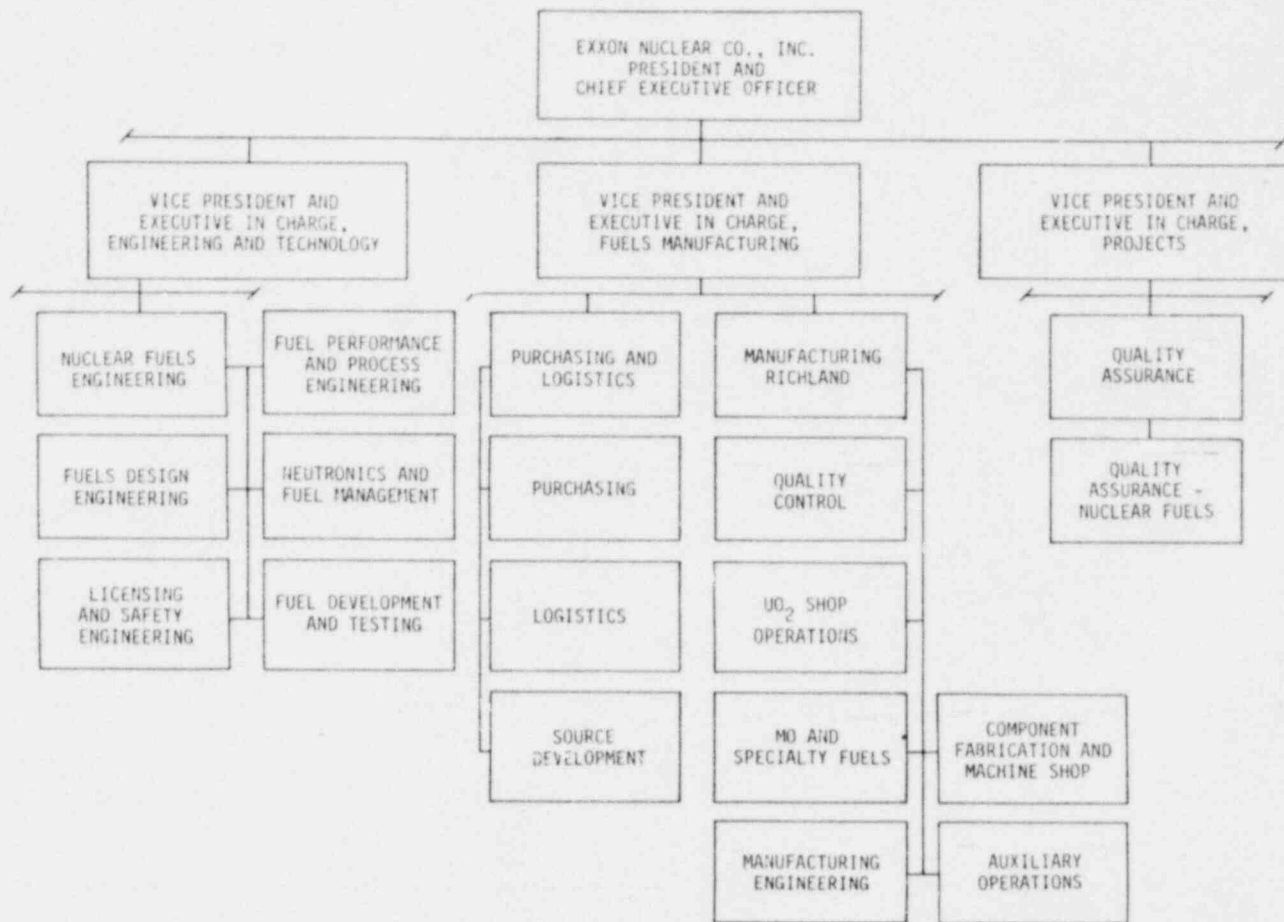 EXXON NUCLEAR CO., INC.
PRESIDENT AND
CHIEF EXECUTIVE OFFICER
VICE PRESIDENT AND
EXECUTIVE IN CHARGE,
ENGINEERING AND TECHNOLOGY
VICE PRESIDENT AND
EXECUTIVE IN CHARGE,
FUELS MANUFACTURING
VICE PRESIDENT AND
EXECUTIVE IN CHARGE,
PROJECTS
NUCLEAR FUELS
ENGINEERING
FUEL PERFORMANCE
AND PROCESS
ENGINEERING
PURCHASING AND
LOGISTICS
MANUFACTURING
RICHLAND
QUALITY
ASSURANCE
FUELS DESIGN
ENGINEERING
NEUTRONICS AND
FUEL MANAGEMENT
PURCHASING
QUALITY
CONTROL
QUALITY
ASSURANCE -
NUCLEAR FUELS
LICENSING
AND SAFETY
ENGINEERING
FUEL DEVELOPMENT
AND TESTING
LOGISTICS
UO₂ SHOP
OPERATIONS
SOURCE
DEVELOPMENT
MO AND
SPECIALTY FUELS
COMPONENT
FABRICATION AND
MACHINE SHOP
MANUFACTURING
ENGINEERING
AUXILIARY
OPERATIONS